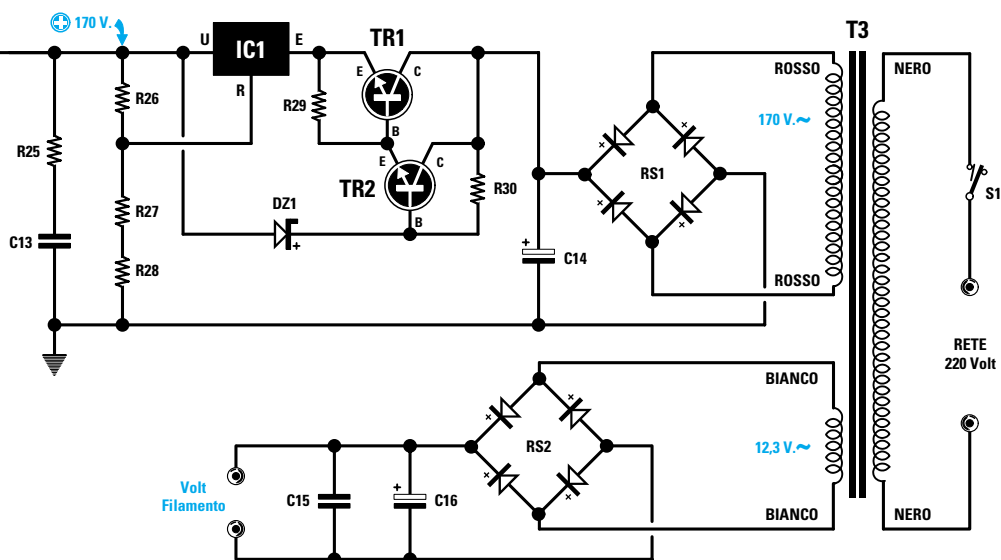 170 V.
U
IC1
E
R
TR1
E
C
B
R26
R29
R25
E
C
B
TR2
R30
R27
DZ1
+
C13
R28
+
C14
RS1
170 V.~
ROSSO
ROSSO
T3
NERO
S1
RETE
220 Volt
BIANCO
RS2
12,3 V.~
Volt
Filamento
C15
+
C16
BIANCO
NERO